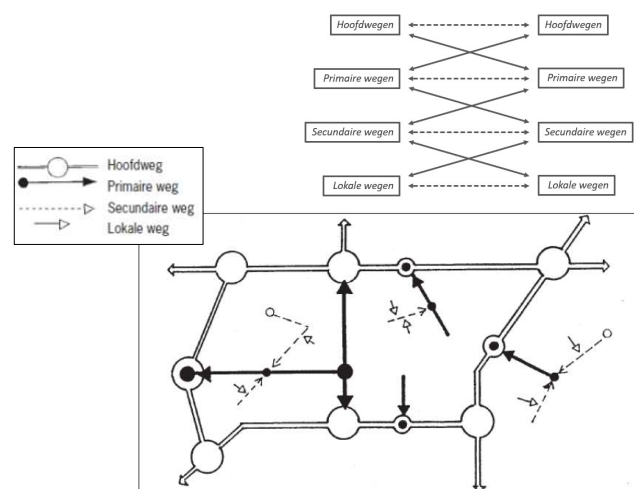 Hoofdwegen Hoofdwegen
Primaire wegen Primaire wegen
Secundaire wegen Secundaire wegen
Lokale wegen Lokale wegen
Hoofdweg
Primaire weg
Secundaire weg
Lokale weg